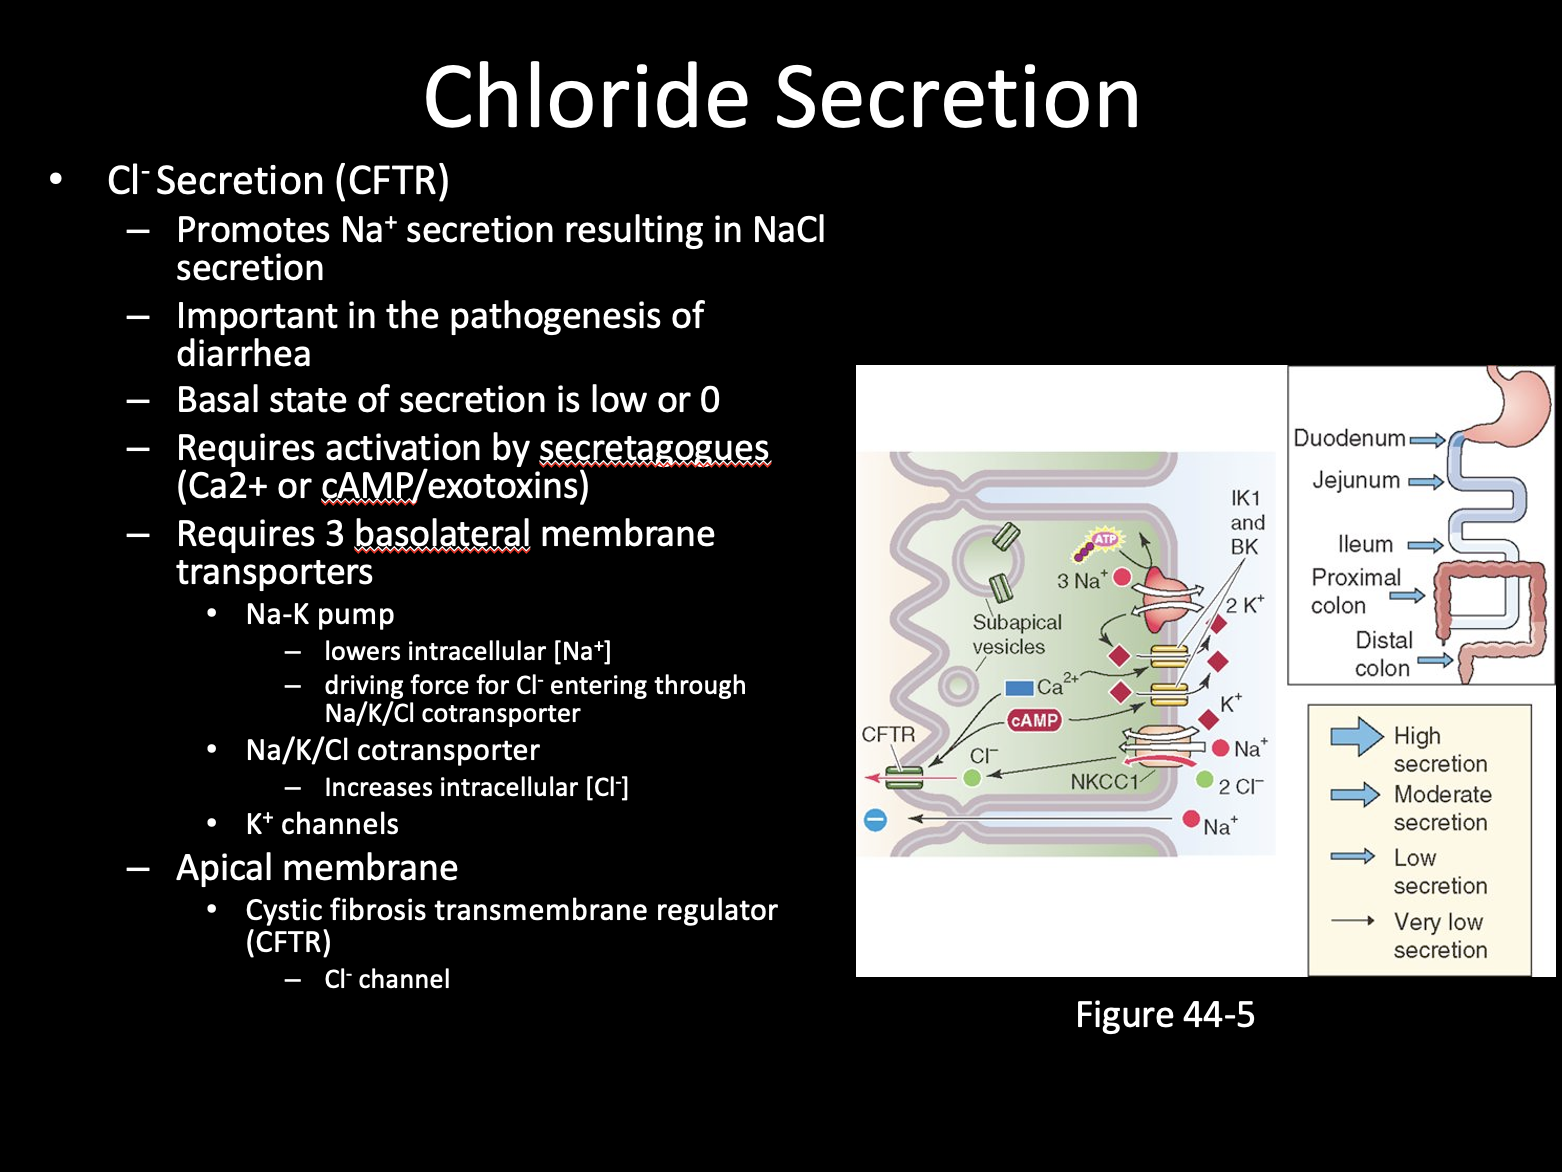 Chloride Secretion
• Cl⁻ Secretion (CFTR)
– Promotes Na⁺ secretion resulting in NaCl
secretion
– Important in the pathogenesis of
diarrhea
– Basal state of secretion is low or 0
– Requires activation by secretagogues
(Ca2+ or cAMP/exotoxins)
– Requires 3 basolateral membrane
transporters
• Na-K pump
– lowers intracellular [Na⁺]
– driving force for Cl⁻ entering through
Na/K/Cl cotransporter
• Na/K/Cl cotransporter
– Increases intracellular [Cl⁻]
• K⁺ channels
– Apical membrane
• Cystic fibrosis transmembrane regulator
(CFTR)
– Cl⁻ channel
IK1
and
BK
ATP
3 Na⁺
2 K⁺
Subapical
vesicles
Ca²⁺
K⁺
cAMP
CFTR
Cl⁻
Na⁺
NKCC1
2 Cl⁻
Na⁺
Duodenum
Jejunum
Ileum
Proximal
colon
Distal
colon
High
secretion
Moderate
secretion
Low
secretion
Very low
secretion
Figure 44-5